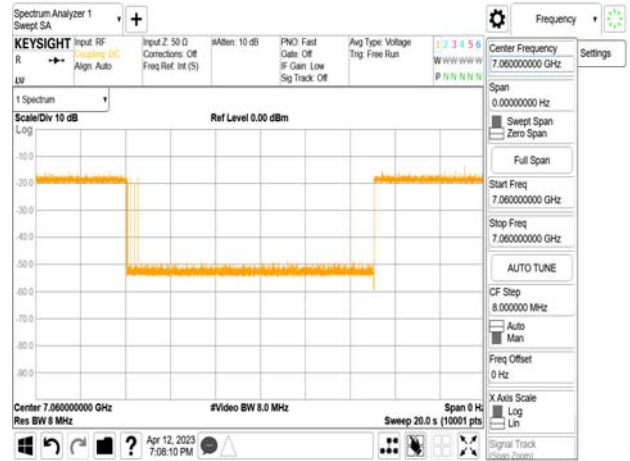 Spectrum Analyzer 1
Swept SA
Frequency
KEYSIGHT
R
Input: RF
Coupling: DC
Align: Auto
Input Z: 50 Ω
Corrections: Off
Freq Ref: Int (S)
#Atten: 10 dB
PNO: Fast
Gate: Off
IF Gain: Low
Sig Track: Off
Avg Type: Voltage
Trig: Free Run
1 2 3 4 5 6
W W W W W W
P N N N N N
1 Spectrum
Scale/Div 10 dB
Ref Level 0.00 dBm
Log
-10.0
-20.0
-30.0
-40.0
-50.0
-60.0
-70.0
-80.0
-90.0
Center 7.060000000 GHz
#Video BW 8.0 MHz
Span 0 Hz
Res BW 8 MHz
Sweep 20.0 s (10001 pts
Apr 12, 2023
7:08:10 PM
Center Frequency
7.060000000 GHz
Settings
Span
0.00000000 Hz
Swept Span
Zero Span
Full Span
Start Freq
7.060000000 GHz
Stop Freq
7.060000000 GHz
AUTO TUNE
CF Step
8.000000 MHz
Auto
Man
Freq Offset
0 Hz
X Axis Scale
Log
Lin
Signal Track
(Span Zoom)